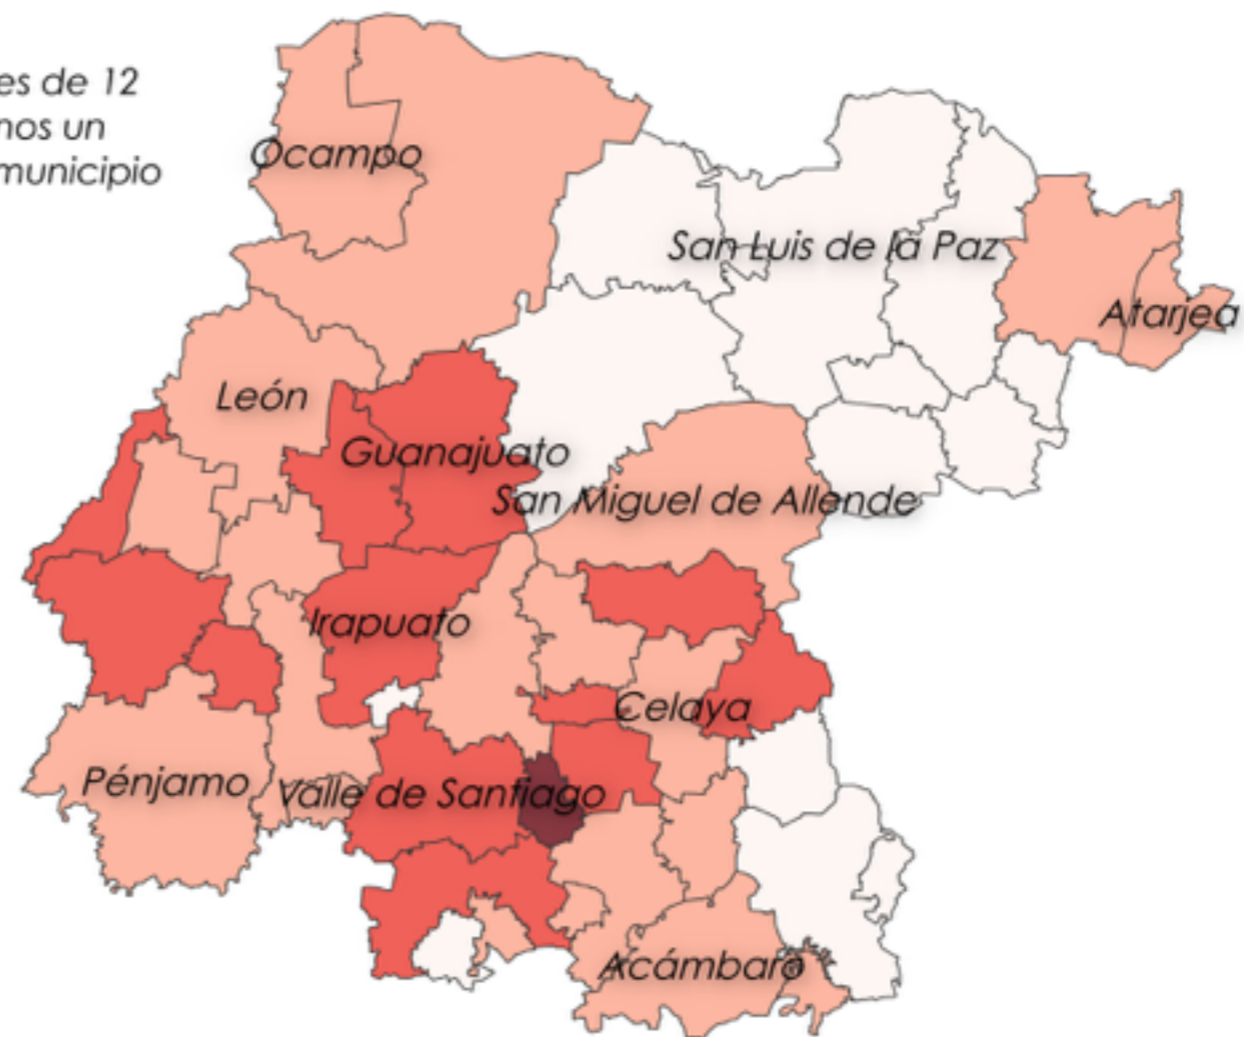 es de 12
nos un
municipio
Ocampo
San Luis de la Paz
Atarjea
León
Guanajuato
San Miguel de Allende
Irapuato
Celaya
Pénjamo
Valle de Santiago
Acámbaro